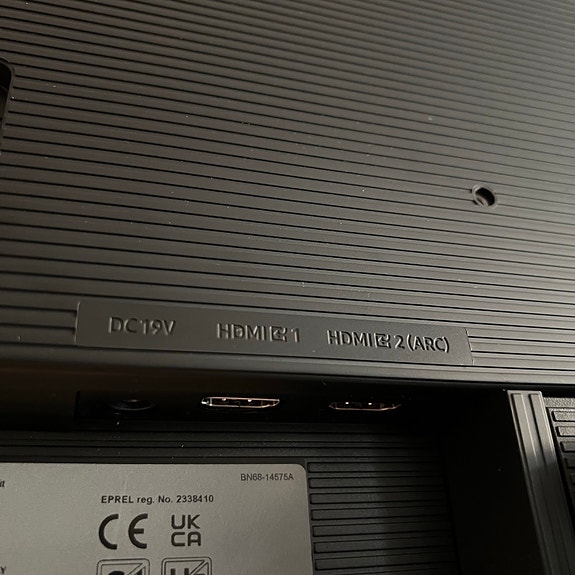 DC19V HDMI 1 HDMI 2 (ARC)
BN68-14575A
EPREL reg. No. 2338410
CE UK
CA